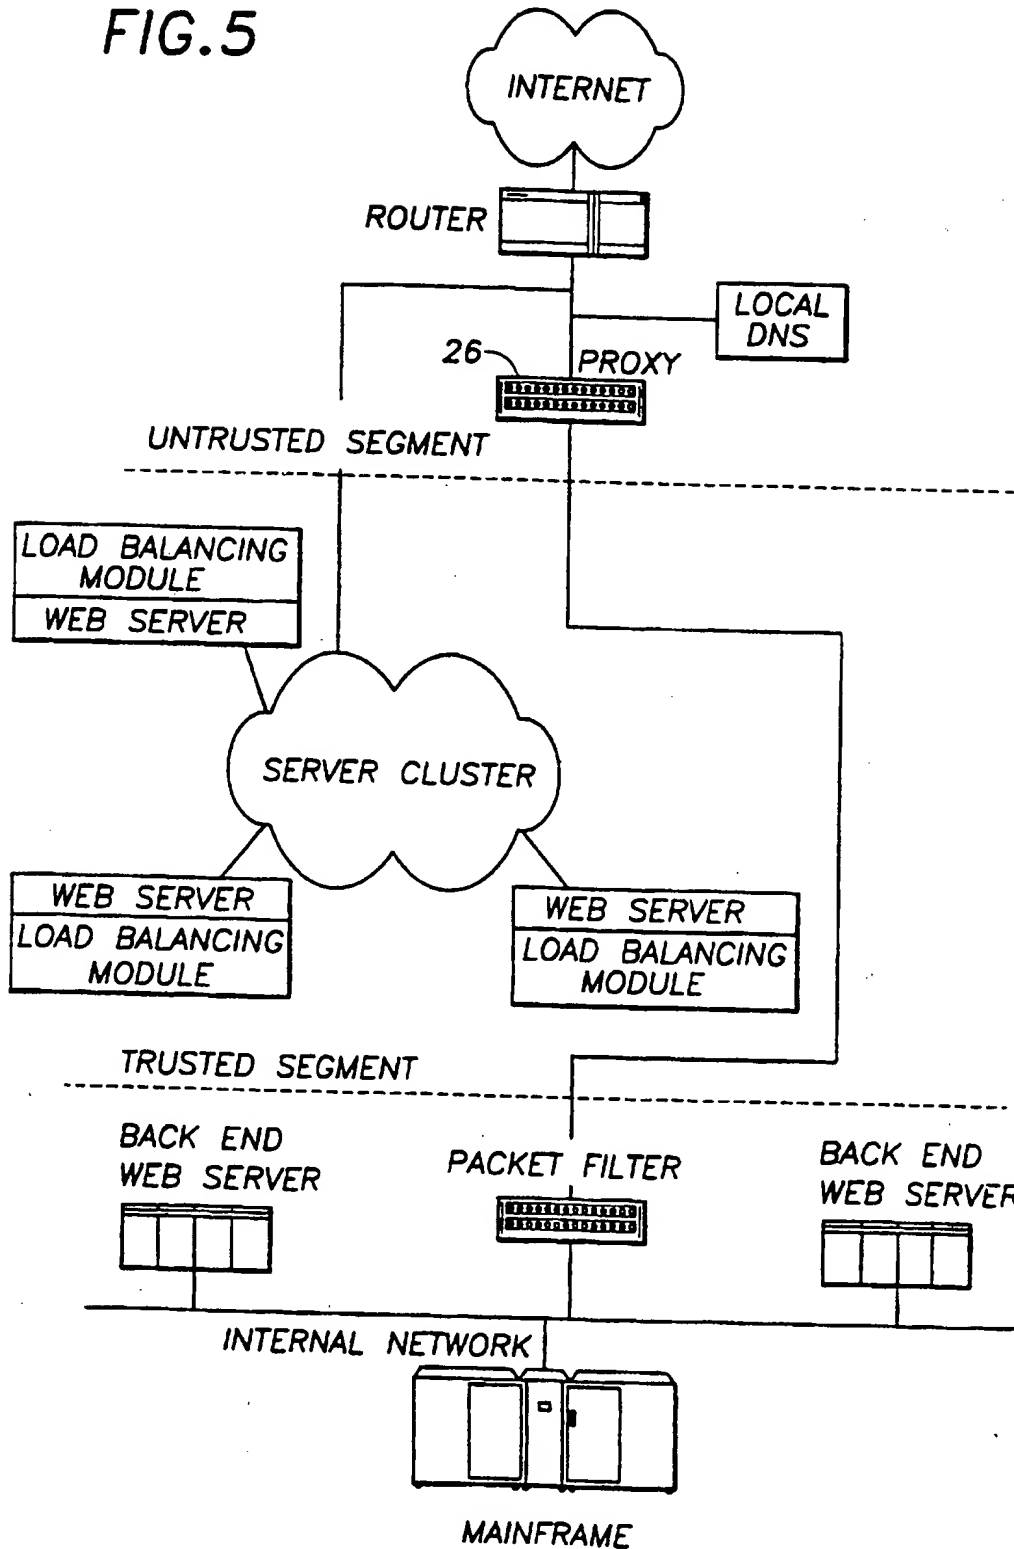 FIG.5
INTERNET
ROUTER
LOCAL
DNS
26
PROXY
UNTRUSTED SEGMENT
LOAD BALANCING
MODULE
WEB SERVER
SERVER CLUSTER
WEB SERVER
LOAD BALANCING
MODULE
WEB SERVER
LOAD BALANCING
MODULE
TRUSTED SEGMENT
BACK END
WEB SERVER
PACKET FILTER
BACK END
WEB SERVER
INTERNAL NETWORK
MAINFRAME